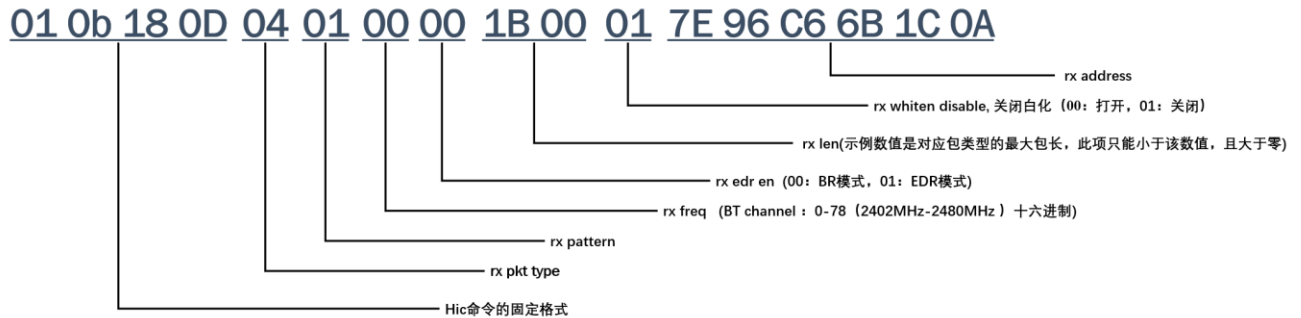 01 0b 18 0D 04 01 00 00 1B 00 01 7E 96 C6 6B 1C 0A
rx address
rx whiten disable, 关闭白化（00：打开，01：关闭）
rx len(示例数值是对应包类型的最大包长，此项只能小于该数值，且大于零)
rx edr en (00：BR模式，01：EDR模式)
rx freq (BT channel：0-78（2402MHz-2480MHz ）十六进制)
rx pattern
rx pkt type
Hic命令的固定格式